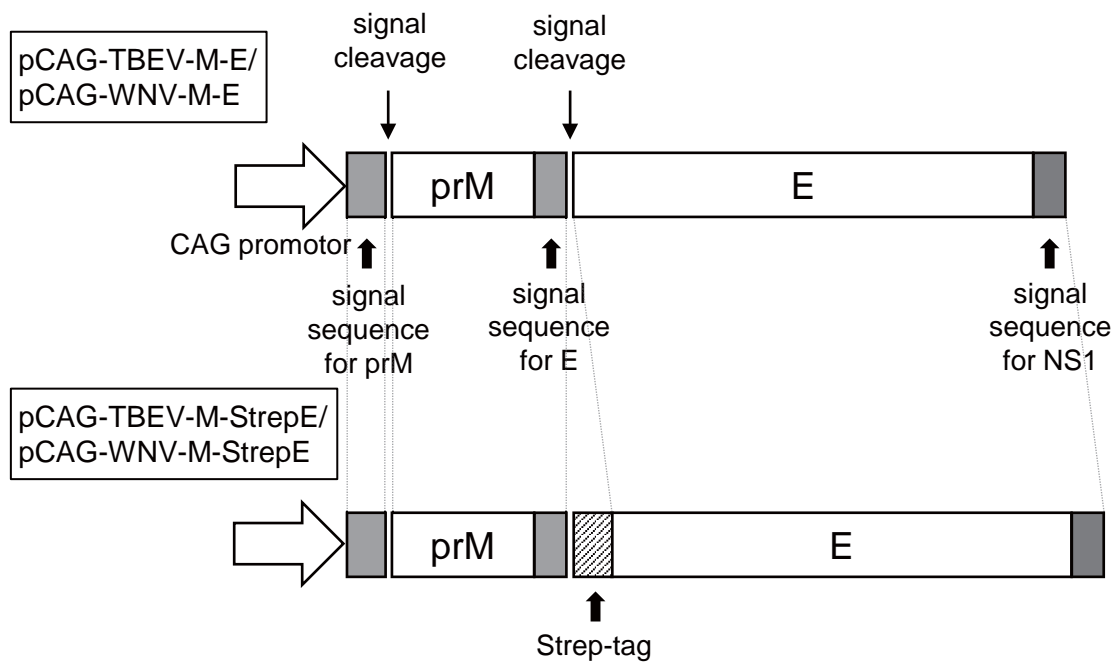 pCAG-TBEV-M-E/
pCAG-WNV-M-E
signal
cleavage
signal
cleavage
prM
E
CAG promotor
signal
sequence
for prM
signal
sequence
for E
signal
sequence
for NS1
pCAG-TBEV-M-StrepE/
pCAG-WNV-M-StrepE
prM
E
Strep-tag